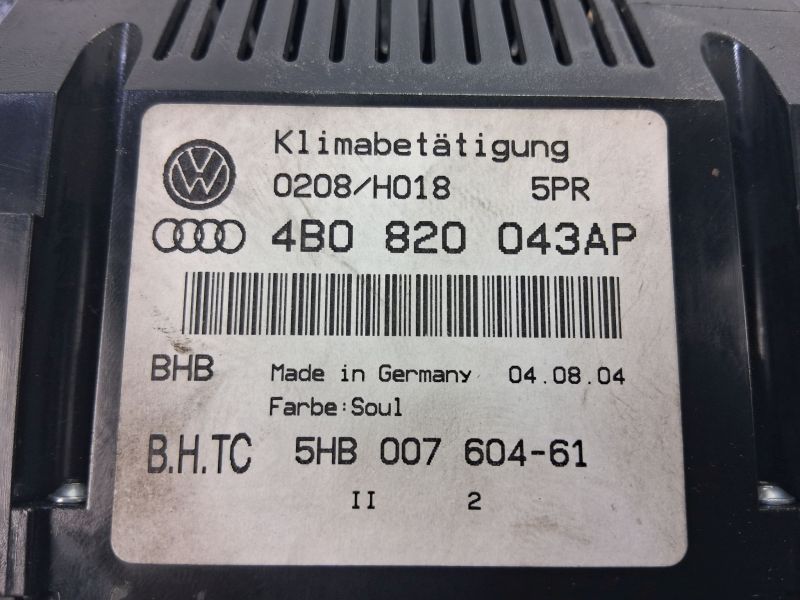 Klimabetätigung
0208/H018 5PR
4B0 820 043AP
BHB Made in Germany 04.08.04
Farbe:Soul
B.H.TC 5HB 007 604-61
II 2